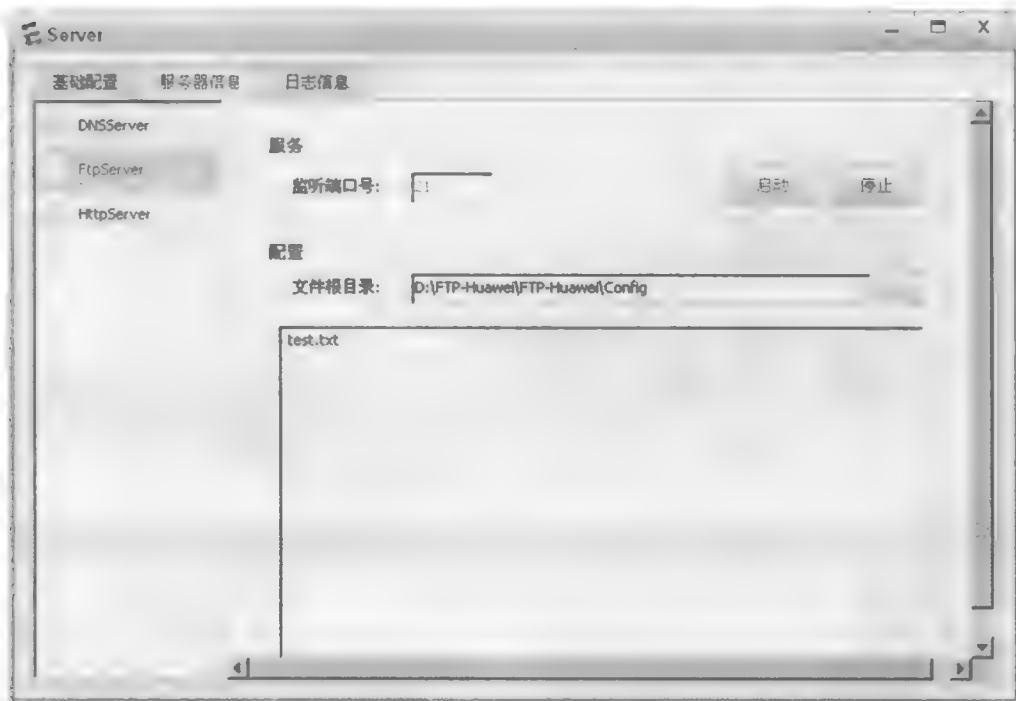 Server
基础配置 服务器信息 日志信息
DNSServer
FtpServer
HttpServer
服务
监听端口号: 21
启动 停止
配置
文件根目录: D:\FTP-Huawei\FTP-Huawei\Config
test.txt